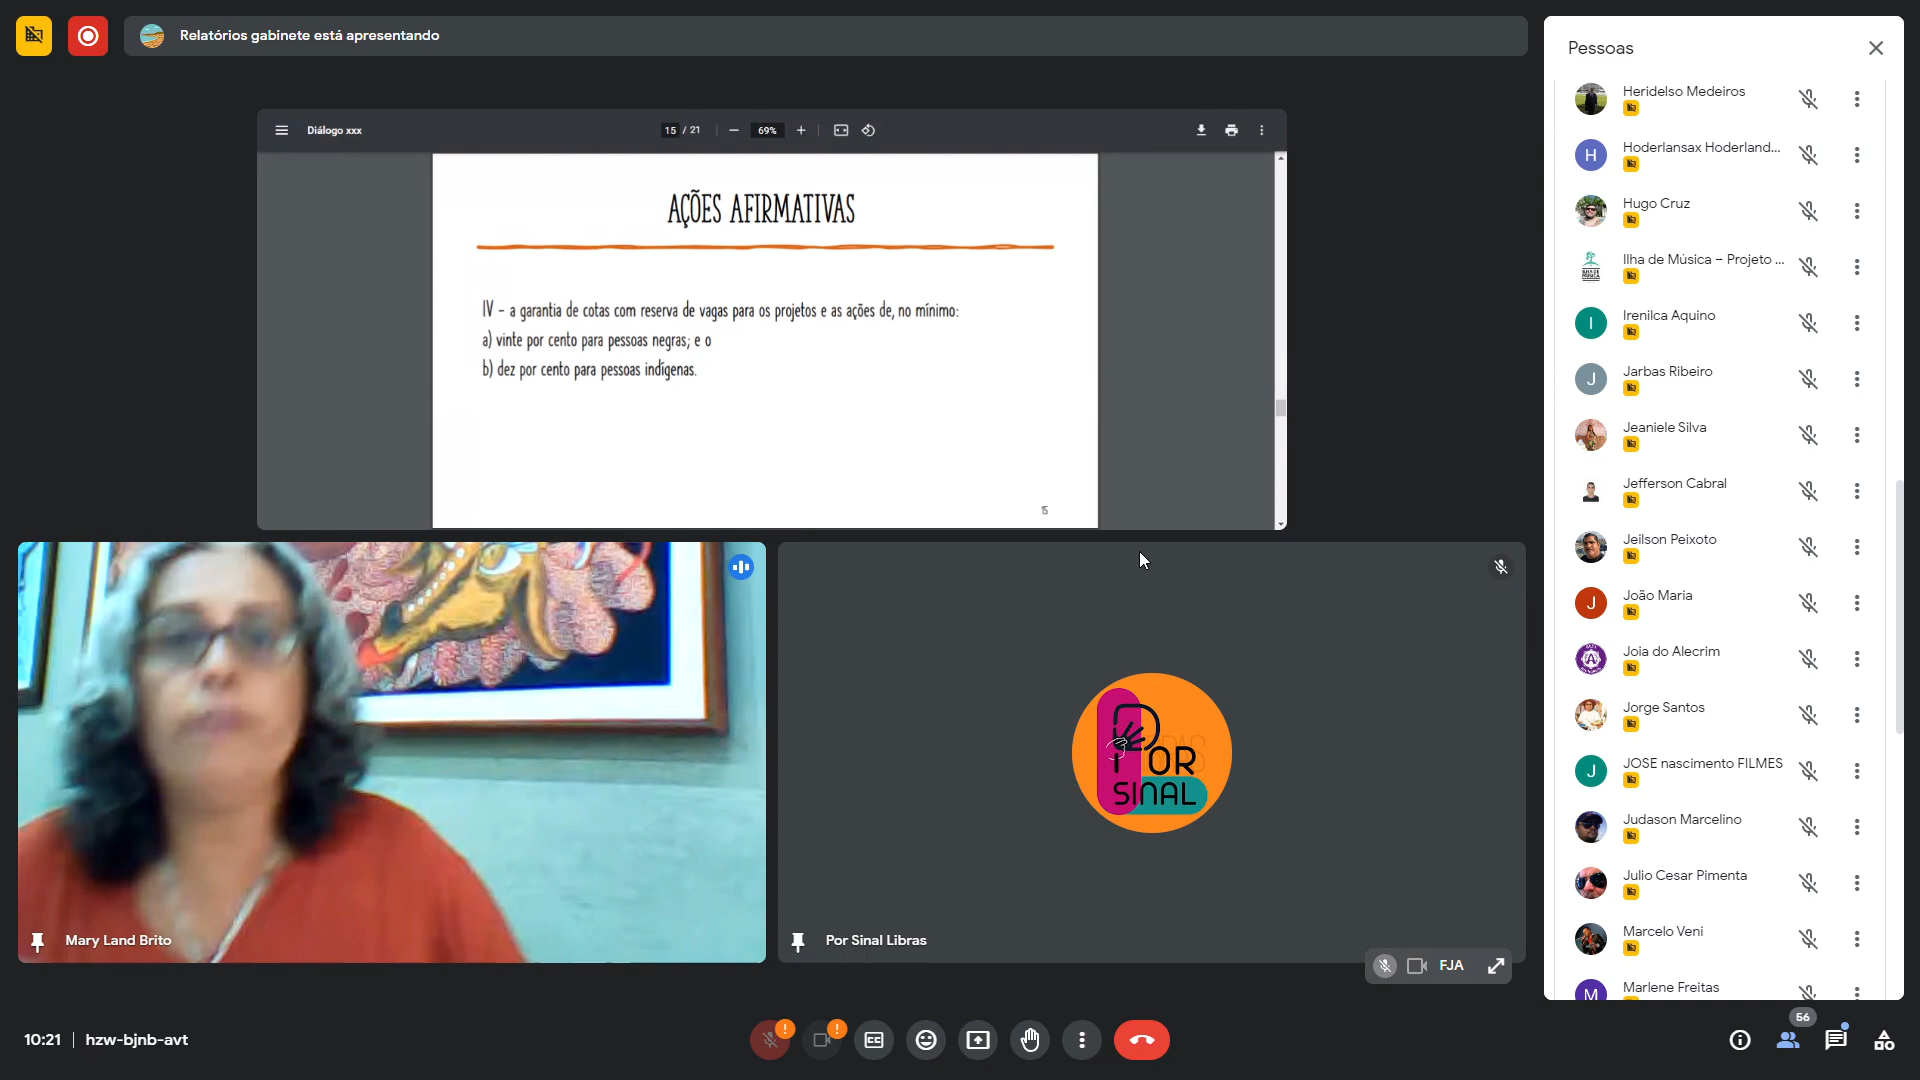 Relatórios gabinete está apresentando
Diálogo xxx
15 / 21
69%
AÇÕES AFIRMATIVAS
IV - a garantia de cotas com reserva de vagas para os projetos e as ações de, no mínimo:
a) vinte por cento para pessoas negras; e o
b) dez por cento para pessoas indígenas.
15
Mary Land Brito
POR
SINAL
Por Sinal Libras
FJA
10:21
hzw-bjnb-avt
Pessoas
Heridelso Medeiros
H
Hoderlansax Hoderland...
Hugo Cruz
ILHA DE
MÚSICA
Ilha de Música – Projeto ...
I
Irenilca Aquino
J
Jarbas Ribeiro
Jeaniele Silva
Jefferson Cabral
Jeilson Peixoto
J
João Maria
A
Joia do Alecrim
Jorge Santos
J
JOSE nascimento FILMES
Judason Marcelino
Julio Cesar Pimenta
Marcelo Veni
M
Marlene Freitas
56